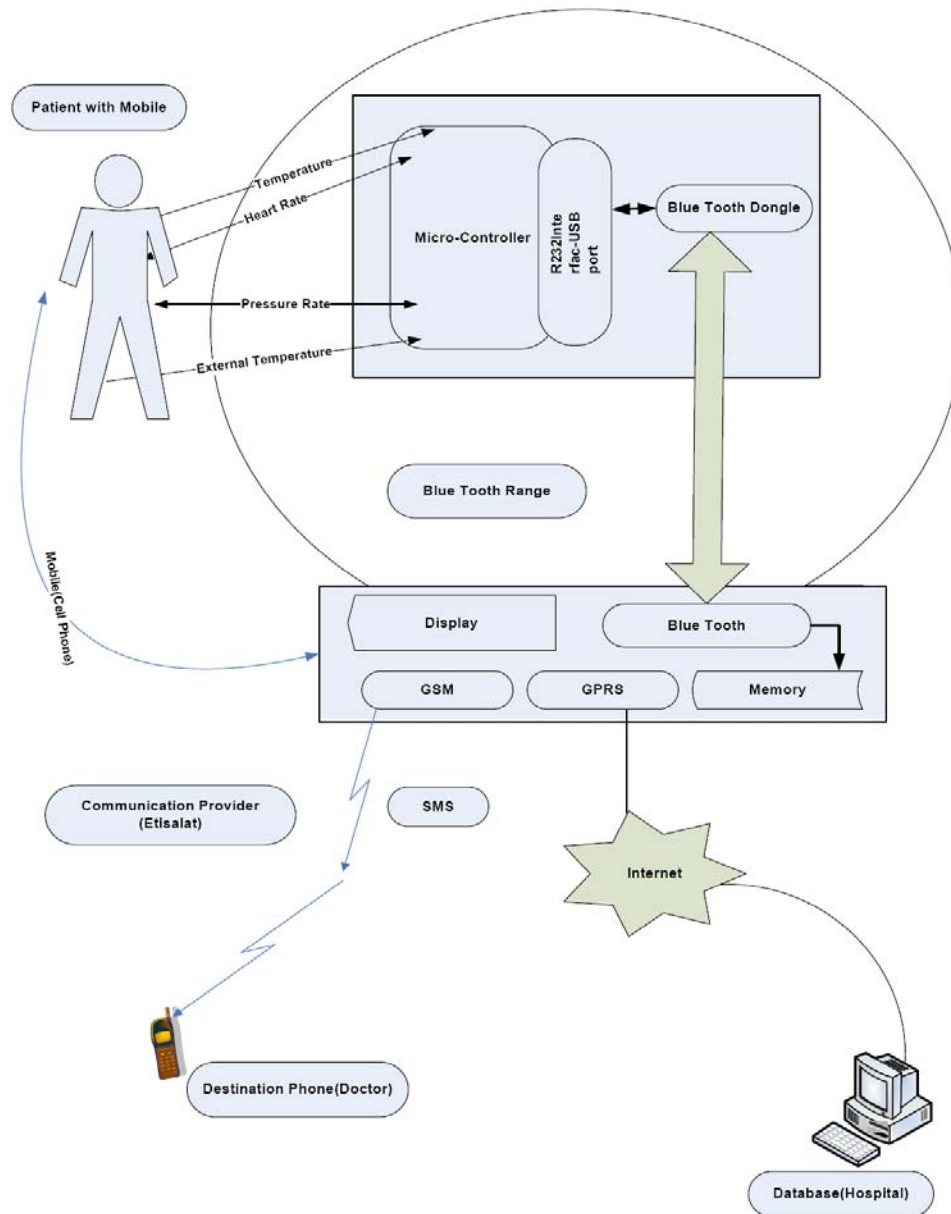 Patient with Mobile
Temperature
Heart Rate
Pressure Rate
External Temperature
Micro-Controller
R232Inte
rfac-USB
port
Blue Tooth Dongle
Blue Tooth Range
Mobile(Cell Phone)
Display
Blue Tooth
GSM
GPRS
Memory
Communication Provider
(Etisalat)
SMS
Internet
Destination Phone(Doctor)
Database(Hospital)